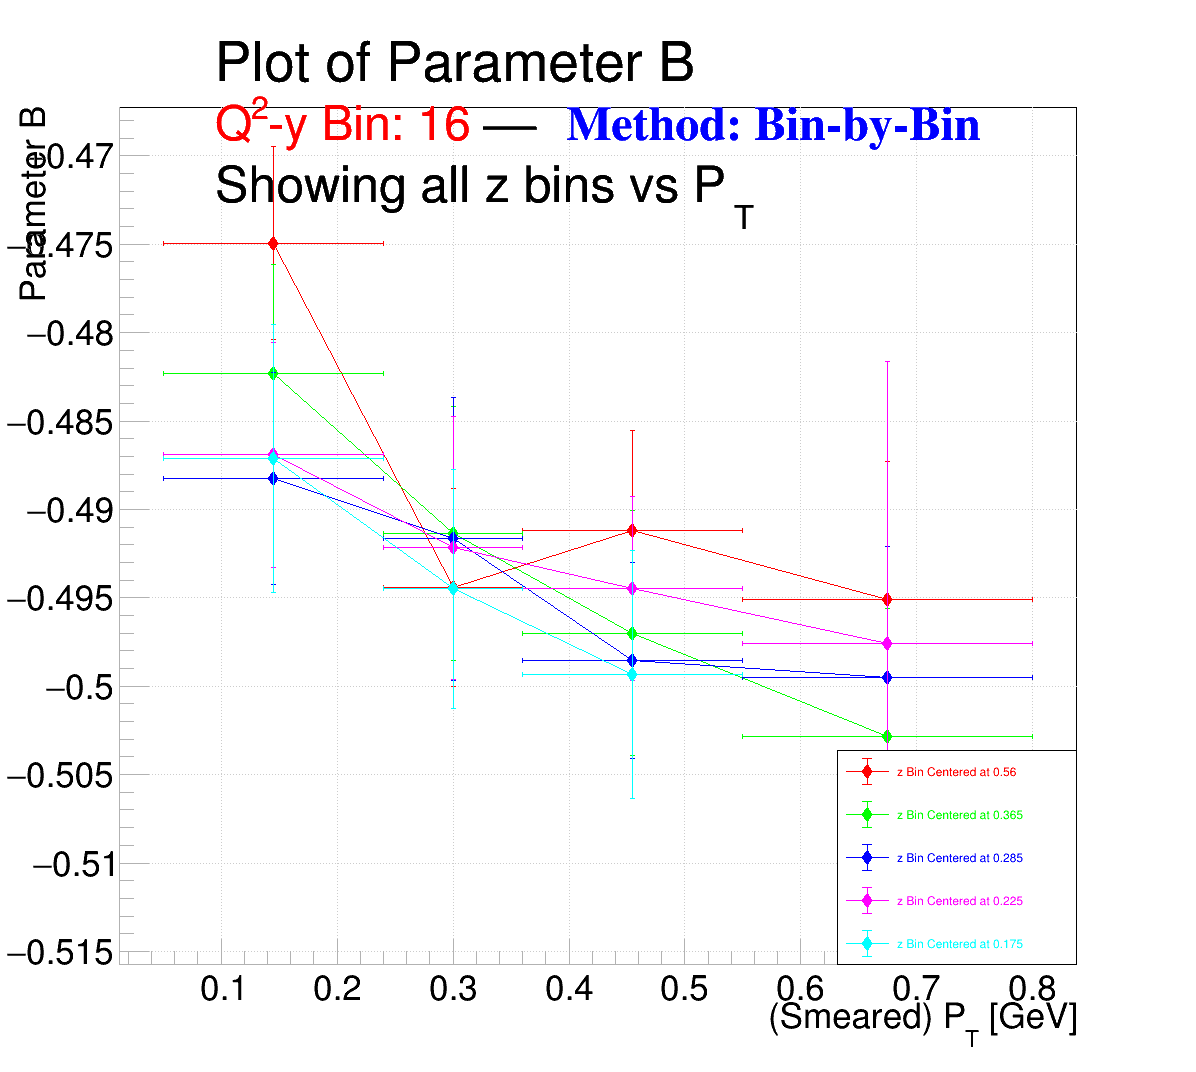 Plot of Parameter B
Q²-y Bin: 16 — Method: Bin-by-Bin
Showing all z bins vs P_T
Parameter B
−0.47
−0.475
−0.48
−0.485
−0.49
−0.495
−0.5
−0.505
−0.51
−0.515
z Bin Centered at 0.56
z Bin Centered at 0.365
z Bin Centered at 0.285
z Bin Centered at 0.225
z Bin Centered at 0.175
0.1 0.2 0.3 0.4 0.5 0.6 0.7 0.8
(Smeared) P_T [GeV]